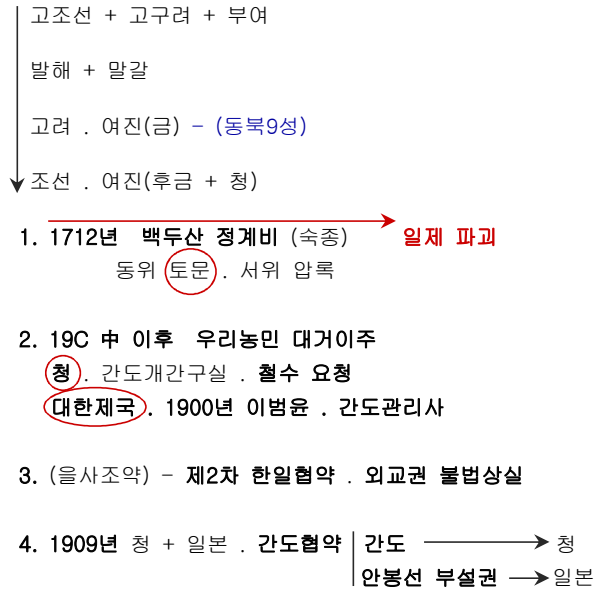 고조선 + 고구려 + 부여
발해 + 말갈
고려 . 여진(금) - (동북9성)
조선 . 여진(후금 + 청)
1. 1712년 백두산 정계비 (숙종) 일제 파괴
동위 토문 . 서위 압록
2. 19C 中 이후 우리농민 대거이주
청 . 간도개간구실 . 철수 요청
대한제국 . 1900년 이범윤 . 간도관리사
3. (을사조약) - 제2차 한일협약 . 외교권 불법상실
4. 1909년 청 + 일본 . 간도협약 간도 청
안봉선 부설권 일본